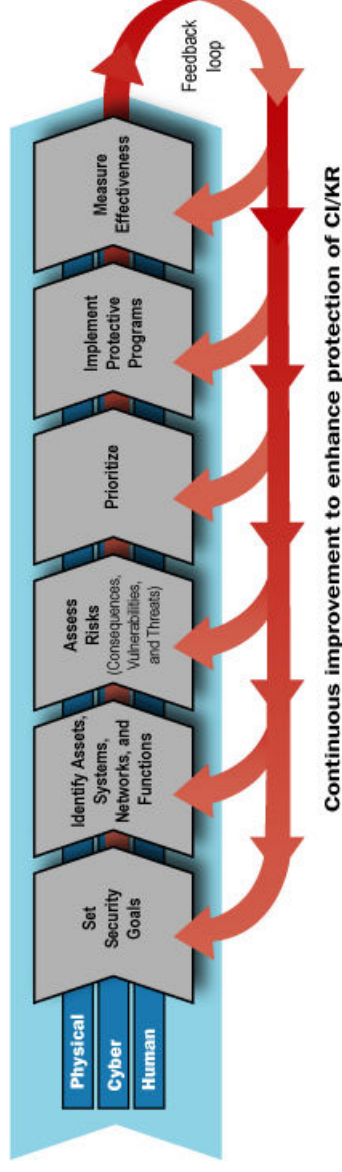 Physical
Cyber
Human
Set
Security
Goals
Identify Assets,
Systems,
Networks, and
Functions
Assess
Risks
(Consequences,
Vulnerabilities,
and Threats)
Prioritize
Implement
Protective
Programs
Measure
Effectiveness
Feedback
loop
Continuous improvement to enhance protection of CI/KR